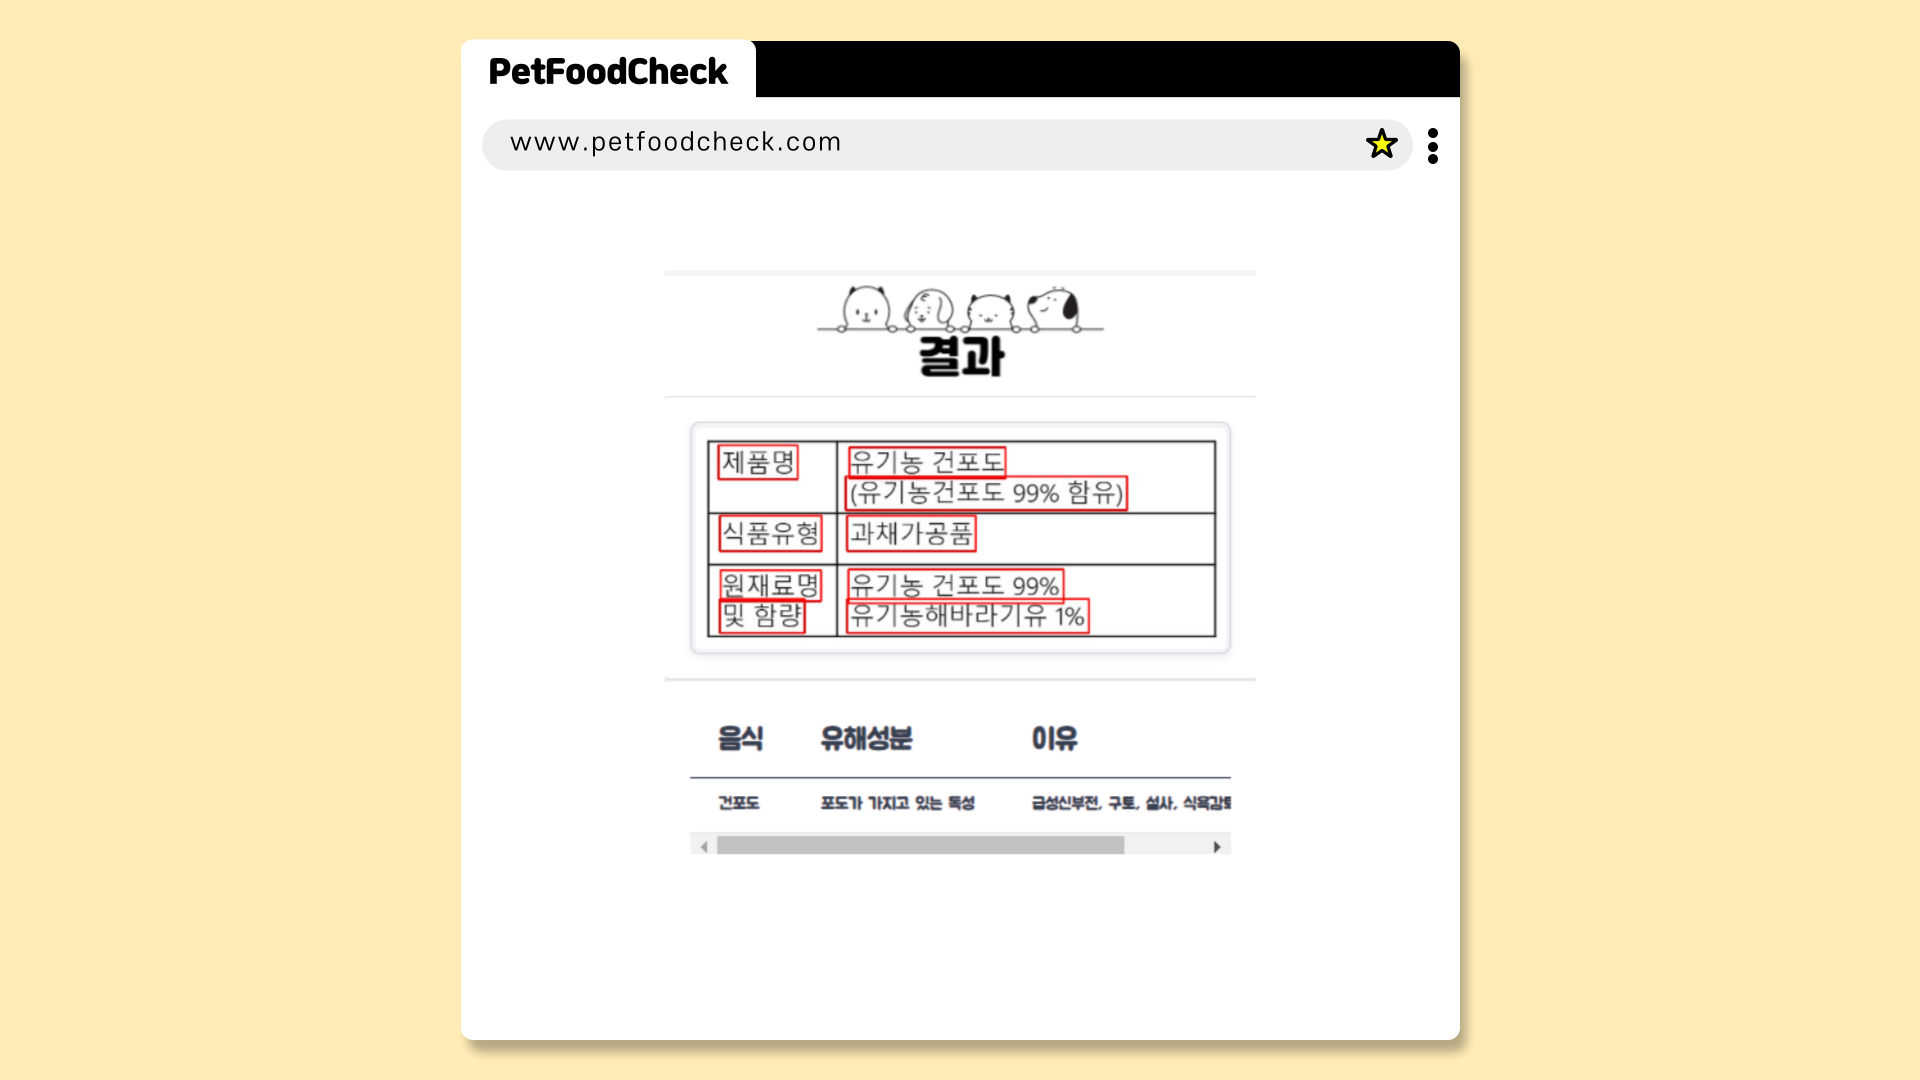 PetFoodCheck
www.petfoodcheck.com
결과
제품명
유기농 건포도
(유기농건포도 99% 함유)
식품유형
과채가공품
원재료명
및 함량
유기농 건포도 99%
유기농해바라기유 1%
음식 유해성분 이유
건포도 포도가 가지고 있는 독성 급성신부전, 구토, 설사,